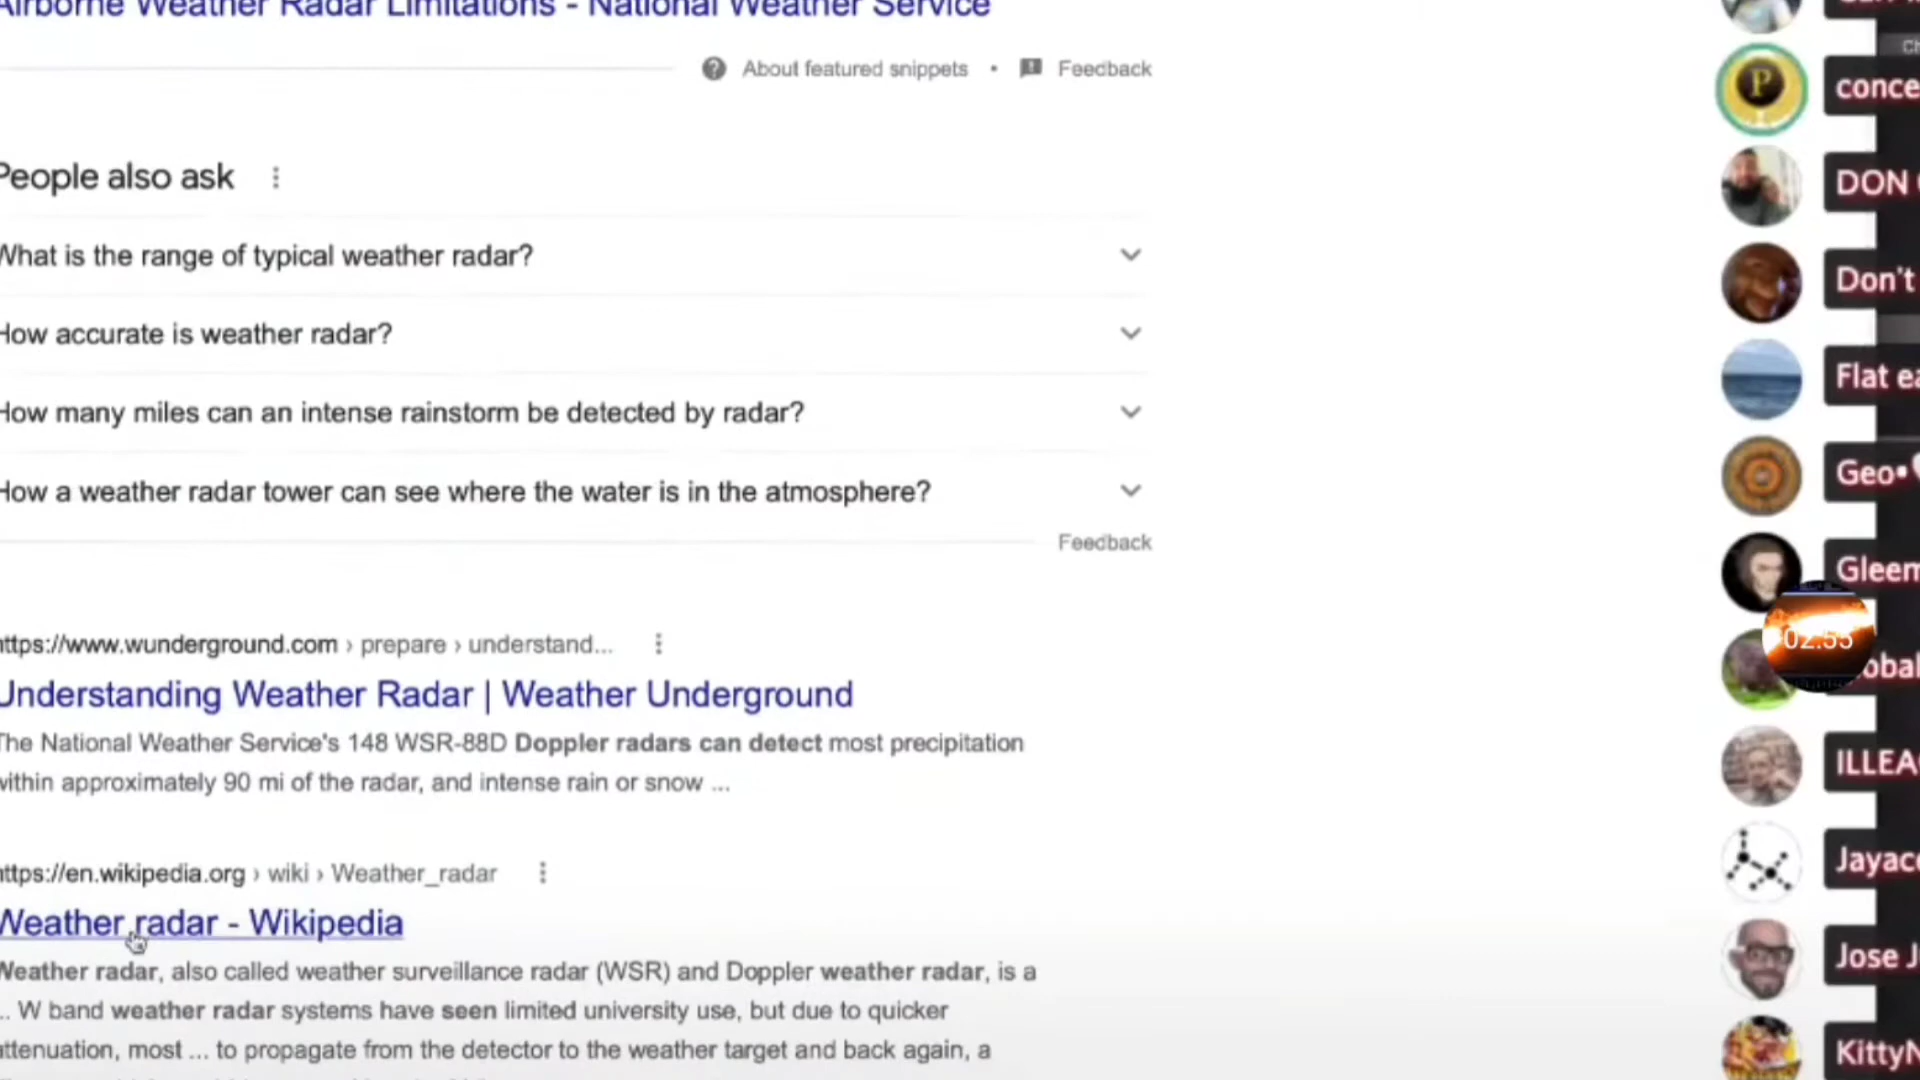 Airborne Weather Radar Limitations - National Weather Service
About featured snippets • Feedback
People also ask
What is the range of typical weather radar?
How accurate is weather radar?
How many miles can an intense rainstorm be detected by radar?
How a weather radar tower can see where the water is in the atmosphere?
Feedback
https://www.wunderground.com › prepare › understand...
Understanding Weather Radar | Weather Underground
The National Weather Service's 148 WSR-88D Doppler radars can detect most precipitation
within approximately 90 mi of the radar, and intense rain or snow ...
https://en.wikipedia.org › wiki › Weather_radar
Weather radar - Wikipedia
Weather radar, also called weather surveillance radar (WSR) and Doppler weather radar, is a
... W band weather radar systems have seen limited university use, but due to quicker
attenuation, most ... to propagate from the detector to the weather target and back again, a
Ch
P
conce
DON
Don't
Flat ea
Geo•
Gleem
02:55
obal
ILLEA
Jayac
Jose J
KittyN